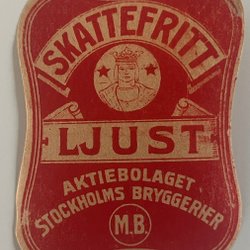 SKATTEFRITT
LJUST
AKTIEBOLAGET
STOCKHOLMS BRYGGERIER
M.B.